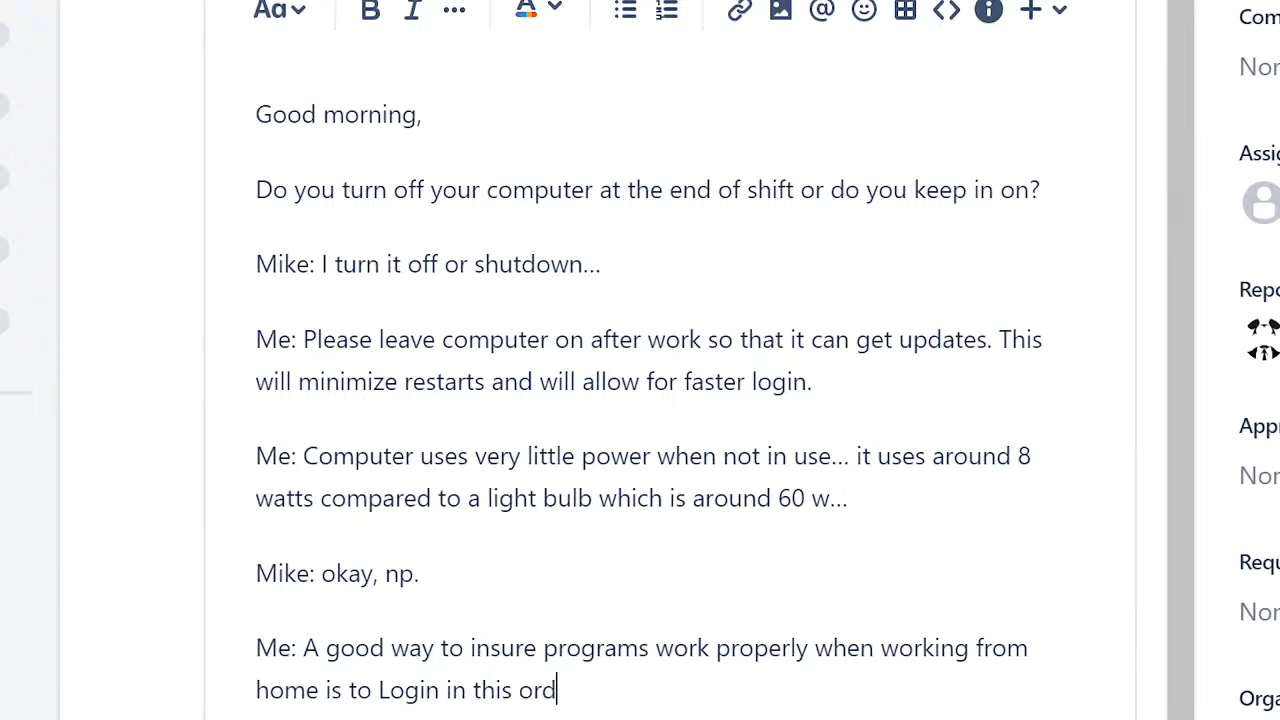 Aa B I ... A @ <> i +
Good morning,
Do you turn off your computer at the end of shift or do you keep in on?
Mike: I turn it off or shutdown...
Me: Please leave computer on after work so that it can get updates. This
will minimize restarts and will allow for faster login.
Me: Computer uses very little power when not in use... it uses around 8
watts compared to a light bulb which is around 60 w...
Mike: okay, np.
Me: A good way to insure programs work properly when working from
home is to Login in this ord
Com
Nor
Assig
Repo
Appr
Nor
Requ
Nor
Orga